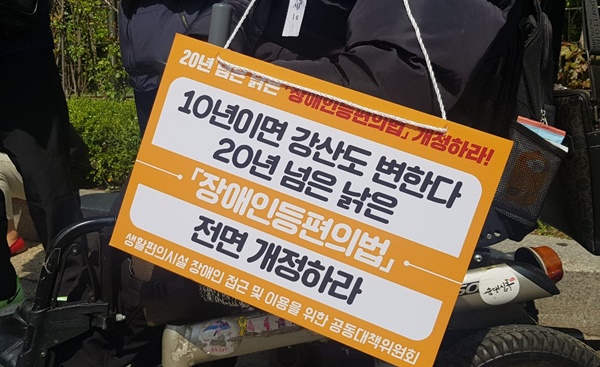 20년 넘은 낡은 「장애인등편의법」 개정하라!
10년이면 강산도 변한다
20년 넘은 낡은
「장애인등편의법」
전면 개정하라
생활편의시설 장애인 접근 및 이용을 위한 공동대책위원회